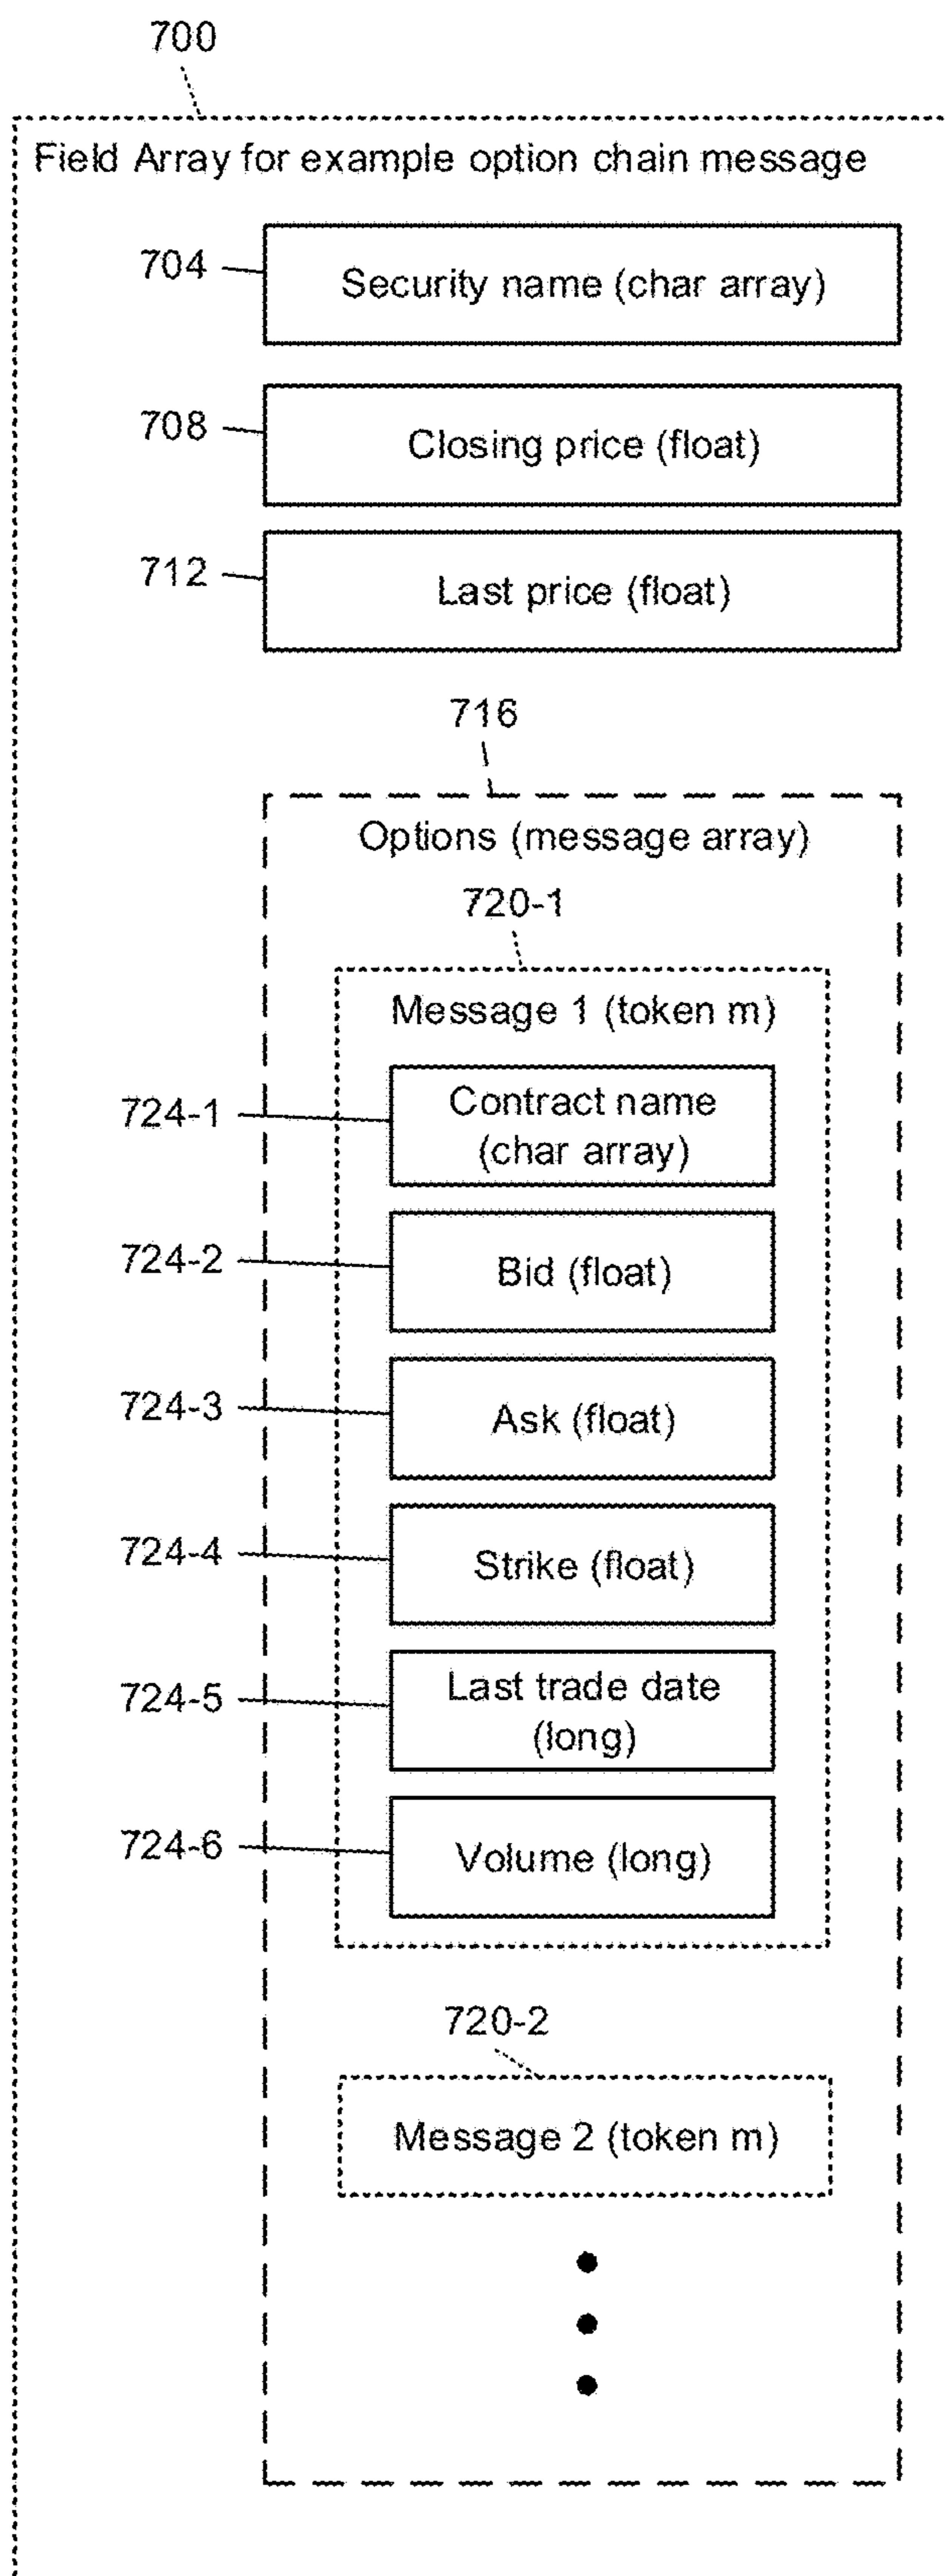 700
Field Array for example option chain message
704
Security name (char array)
708
Closing price (float)
712
Last price (float)
716
Options (message array)
720-1
Message 1 (token m)
724-1
Contract name
(char array)
724-2
Bid (float)
724-3
Ask (float)
724-4
Strike (float)
724-5
Last trade date
(long)
724-6
Volume (long)
720-2
Message 2 (token m)